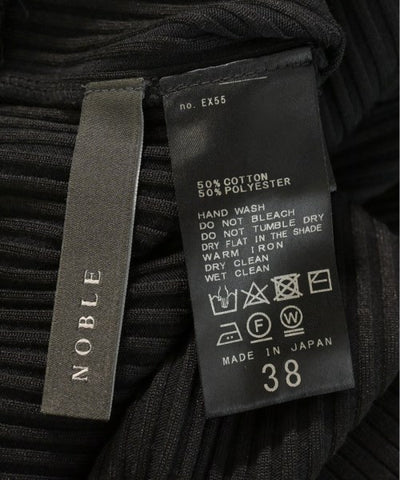 NOBLE
no. EX55
50% COTTON
50% POLYESTER
HAND WASH
DO NOT BLEACH
DO NOT TUMBLE DRY
DRY FLAT IN THE SHADE
WARM IRON
DRY CLEAN
WET CLEAN
F W
MADE IN JAPAN
38